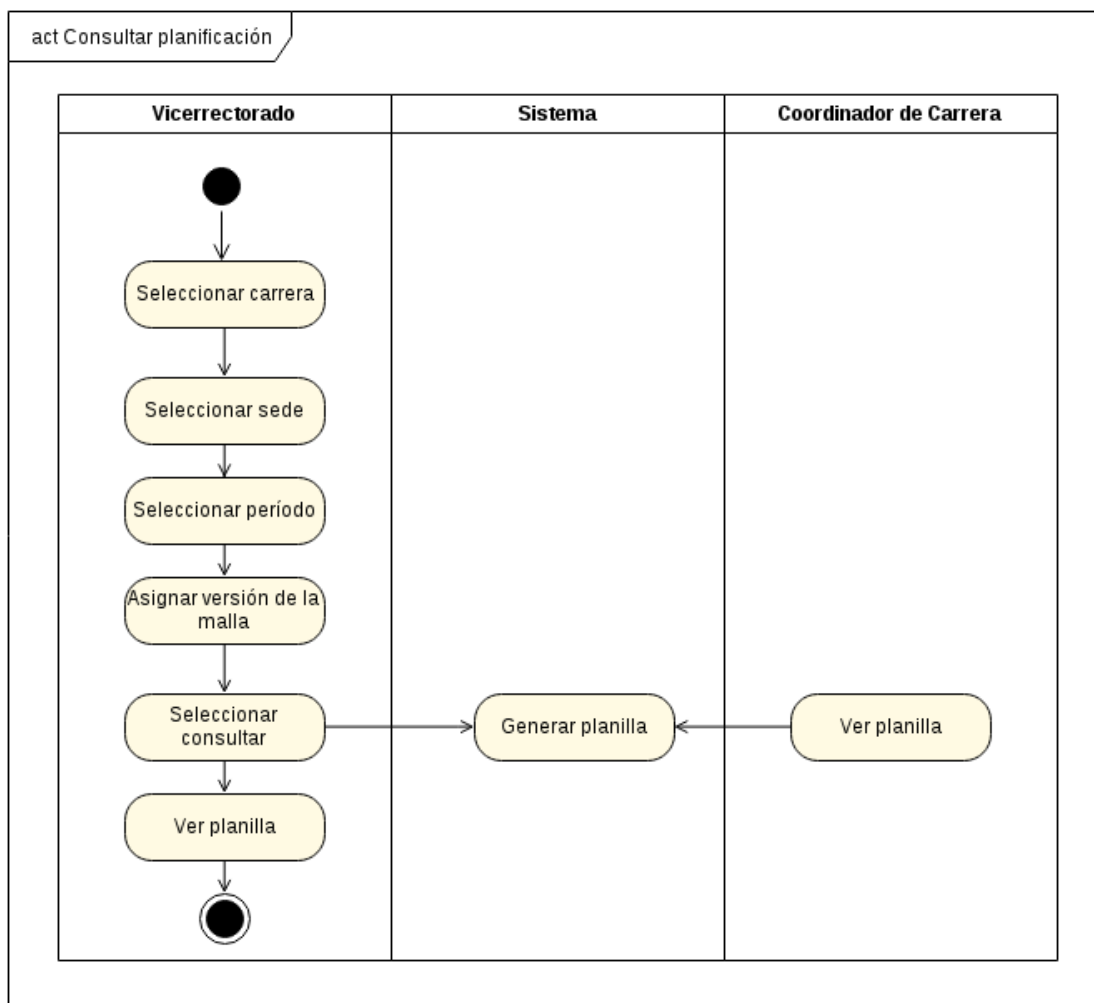 act Consultar planificación
Vicerrectorado
Sistema
Coordinador de Carrera
Seleccionar carrera
Seleccionar sede
Seleccionar período
Asignar versión de la
malla
Seleccionar
consultar
Generar planilla
Ver planilla
Ver planilla